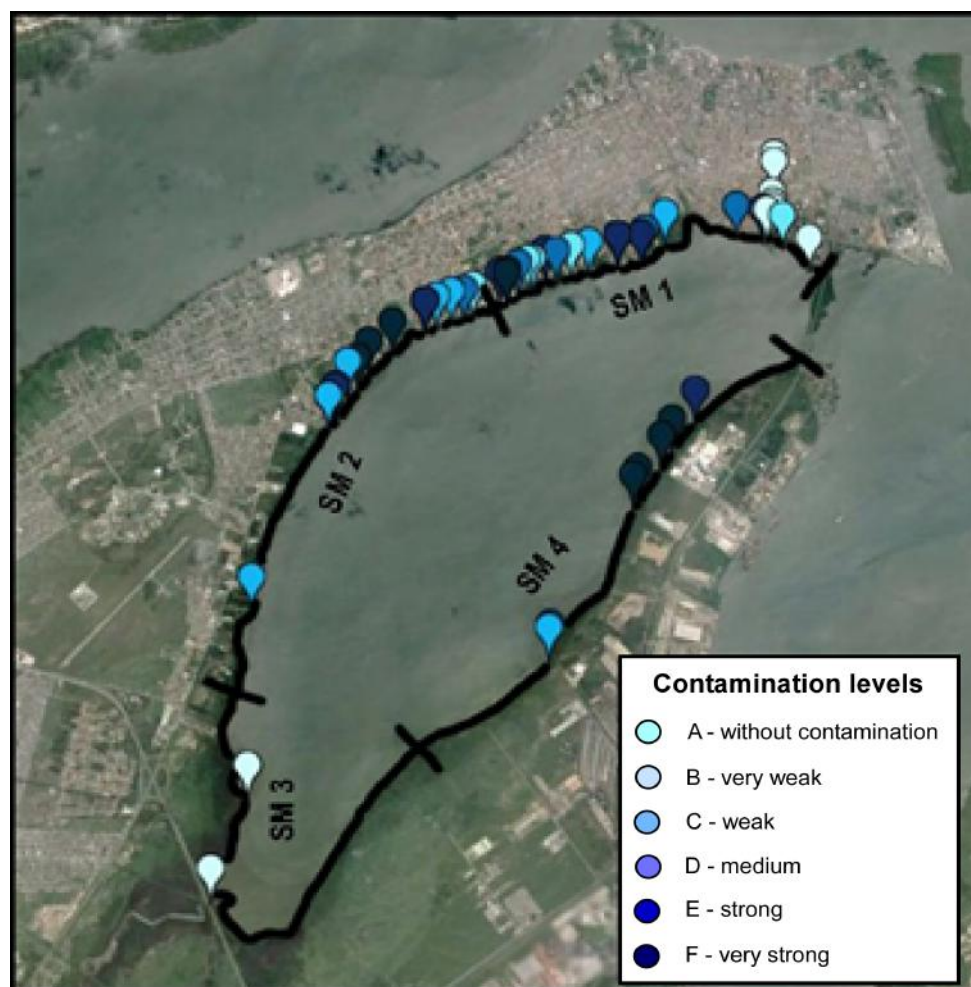 SM 1
SM 2
SM 4
SM 3
Contamination levels
A - without contamination
B - very weak
C - weak
D - medium
E - strong
F - very strong